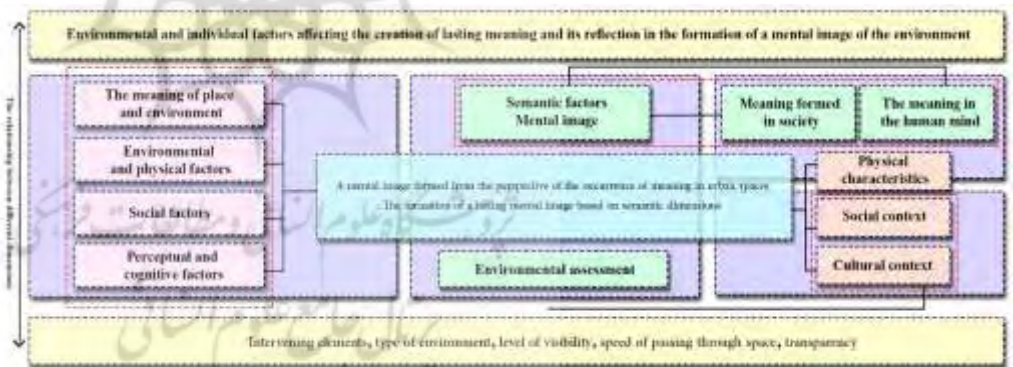 Environmental and individual factors affecting the creation of lasting meaning and its reflection in the formation of a mental image of the environment
The meaning of place
and environment
Environmental
and physical factors
Social factors
Perceptual and
cognitive factors
Semantic factors
Mental image
Meaning formed
in society
The meaning in
the human mind
A mental image formed from the perspective of the occurrence of meaning in urban spaces
- The formation of a lasting mental image based on semantic dimensions
Environmental assessment
Physical
characteristics
Social context
Cultural context
Intervening elements, type of environment, level of visibility, speed of passing through space, transparency
The relationship between different dimensions
پرتال جامع علوم انسانی